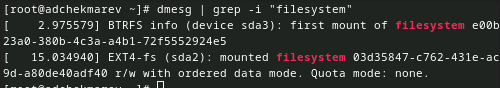 [root@adchekmarev ~]# dmesg | grep -i "filesystem"
[    2.975579] BTRFS info (device sda3): first mount of filesystem e00b
23a0-380b-4c3a-a4b1-72f5552924e5
[   15.034940] EXT4-fs (sda2): mounted filesystem 03d35847-c762-431e-ac
9d-a80de40adf40 r/w with ordered data mode. Quota mode: none.
[root@adchekmarev ~]#